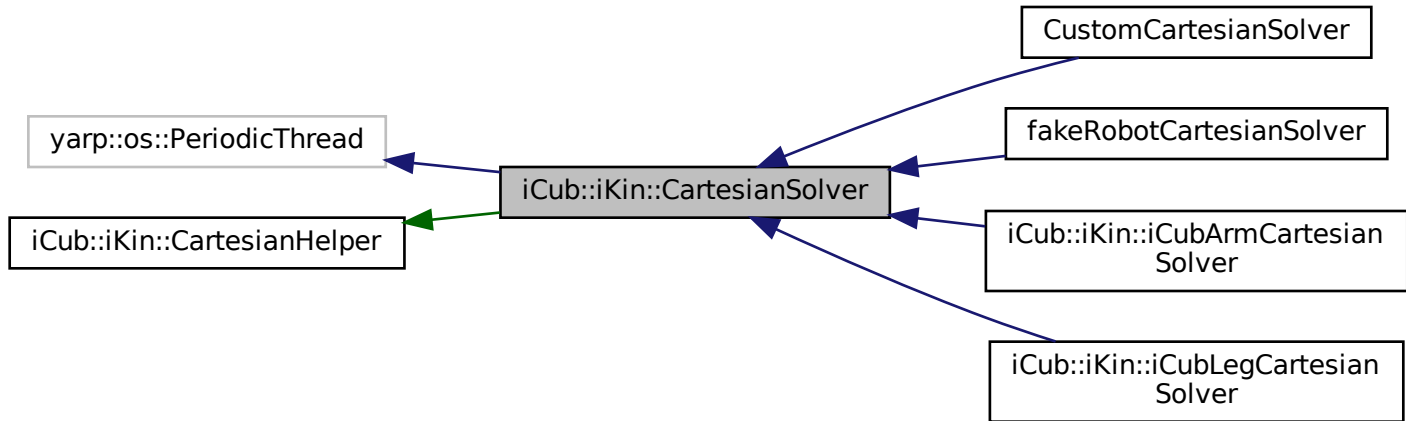 yarp::os::PeriodicThread
iCub::iKin::CartesianHelper
iCub::iKin::CartesianSolver
CustomCartesianSolver
fakeRobotCartesianSolver
iCub::iKin::iCubArmCartesian
Solver
iCub::iKin::iCubLegCartesian
Solver